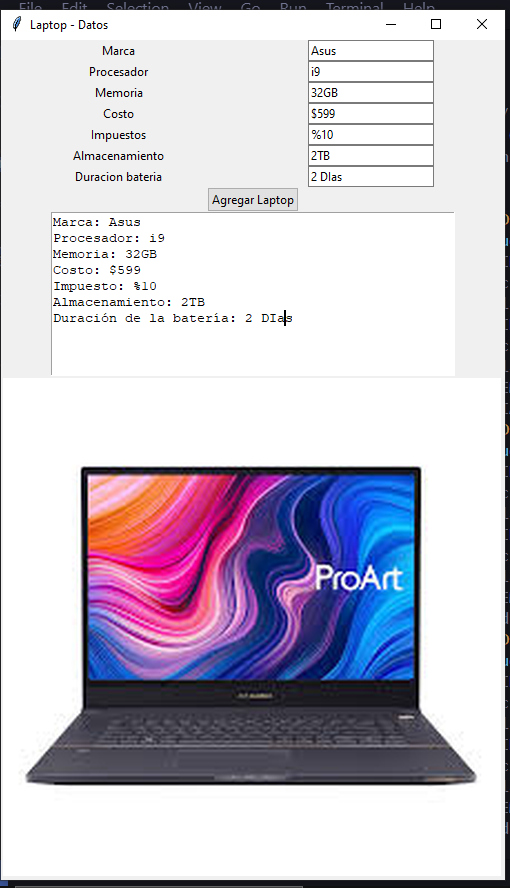 File Edit Selection View Go Run Terminal Help
Laptop - Datos
Marca Asus
Procesador i9
Memoria 32GB
Costo $599
Impuestos %10
Almacenamiento 2TB
Duracion bateria 2 DIas
Agregar Laptop
Marca: Asus
Procesador: i9
Memoria: 32GB
Costo: $599
Impuesto: %10
Almacenamiento: 2TB
Duración de la batería: 2 DIas
ProArt